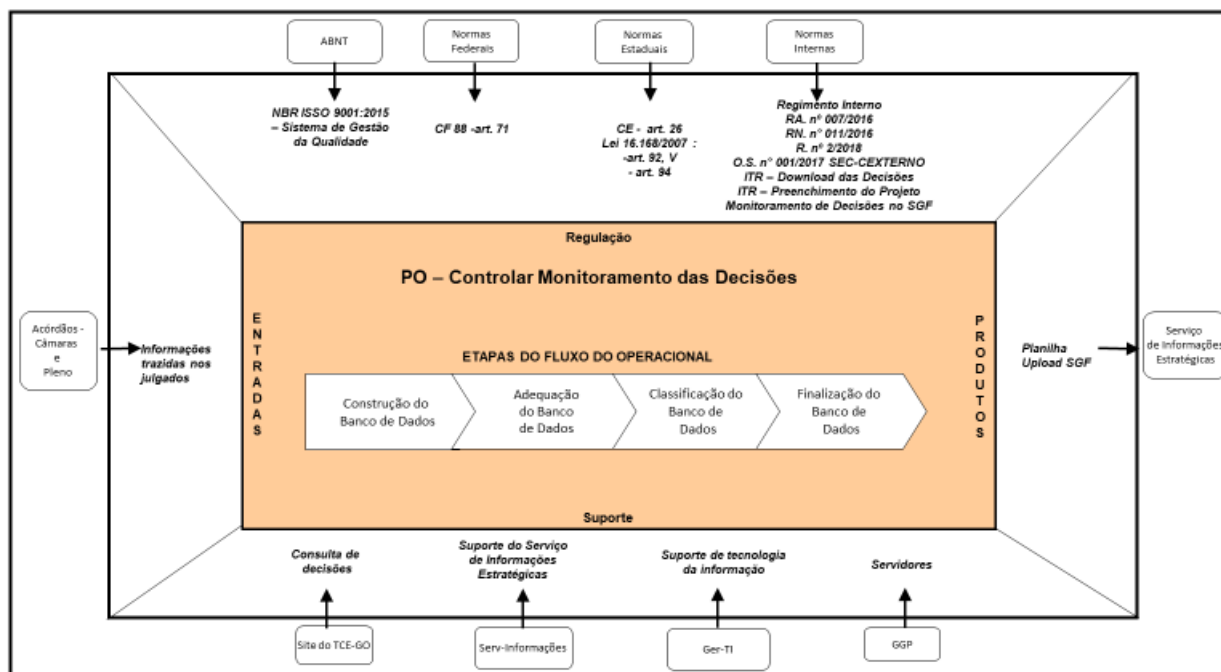 ABNT
Normas
Federais
Normas
Estaduais
Normas
Internas
NBR ISSO 9001:2015
– Sistema de Gestão
da Qualidade
CF 88 -art. 71
CE - art. 26
Lei 16.168/2007 :
-art. 92, V
- art. 94
Regimento Interno
RA. nº 007/2016
RN. nº 011/2016
R. nº 2/2018
O.S. nº 001/2017 SEC-CEXTERNO
ITR – Download das Decisões
ITR – Preenchimento do Projeto
Monitoramento de Decisões no SGF
Regulação
PO – Controlar Monitoramento das Decisões
Acórdãos -
Câmaras
e
Pleno
Informações
trazidas nos
julgados
ENTRADAS
ETAPAS DO FLUXO DO OPERACIONAL
Construção do
Banco de Dados
Adequação
do Banco
de Dados
Classificação do
Banco de
Dados
Finalização do
Banco de
Dados
PRODUTOS
Planilha
Upload SGF
Serviço
de Informações
Estratégicas
Suporte
Consulta de
decisões
Suporte do Serviço
de Informações
Estratégicas
Suporte de tecnologia
da informação
Servidores
Site do TCE-GO
Serv-Informações
Ger-TI
GGP